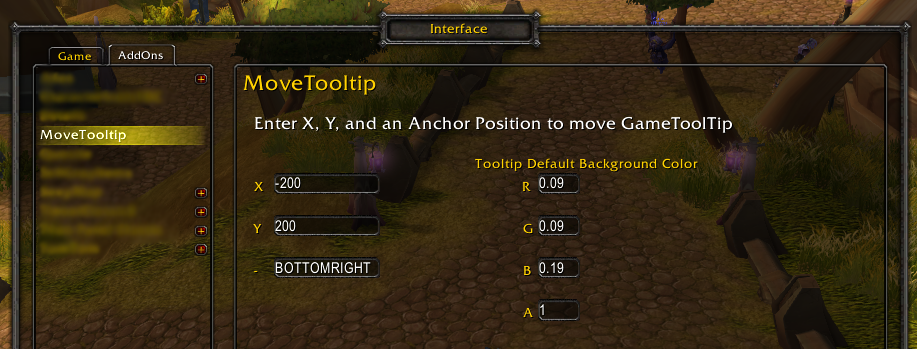 Interface
Game
AddOns
MoveTooltip
MoveTooltip
Enter X, Y, and an Anchor Position to move GameToolTip
Tooltip Default Background Color
X -200
R 0.09
Y 200
G 0.09
- BOTTOMRIGHT
B 0.19
A 1